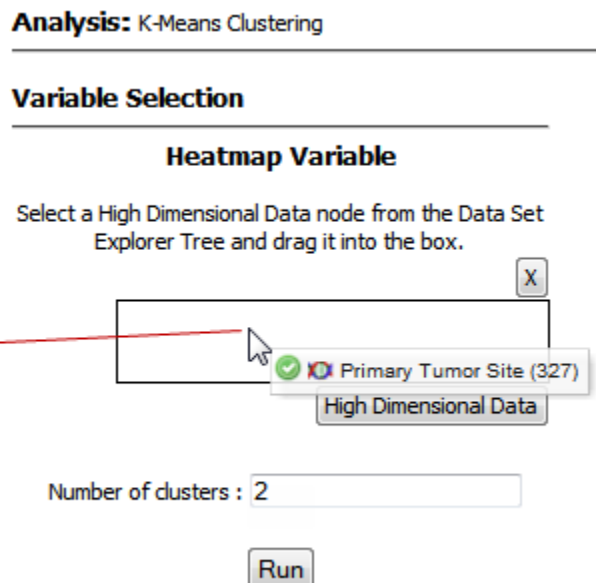 Analysis: K-Means Clustering
Variable Selection
Heatmap Variable
Select a High Dimensional Data node from the Data Set
Explorer Tree and drag it into the box.
X
Primary Tumor Site (327)
High Dimensional Data
Number of clusters : 2
Run